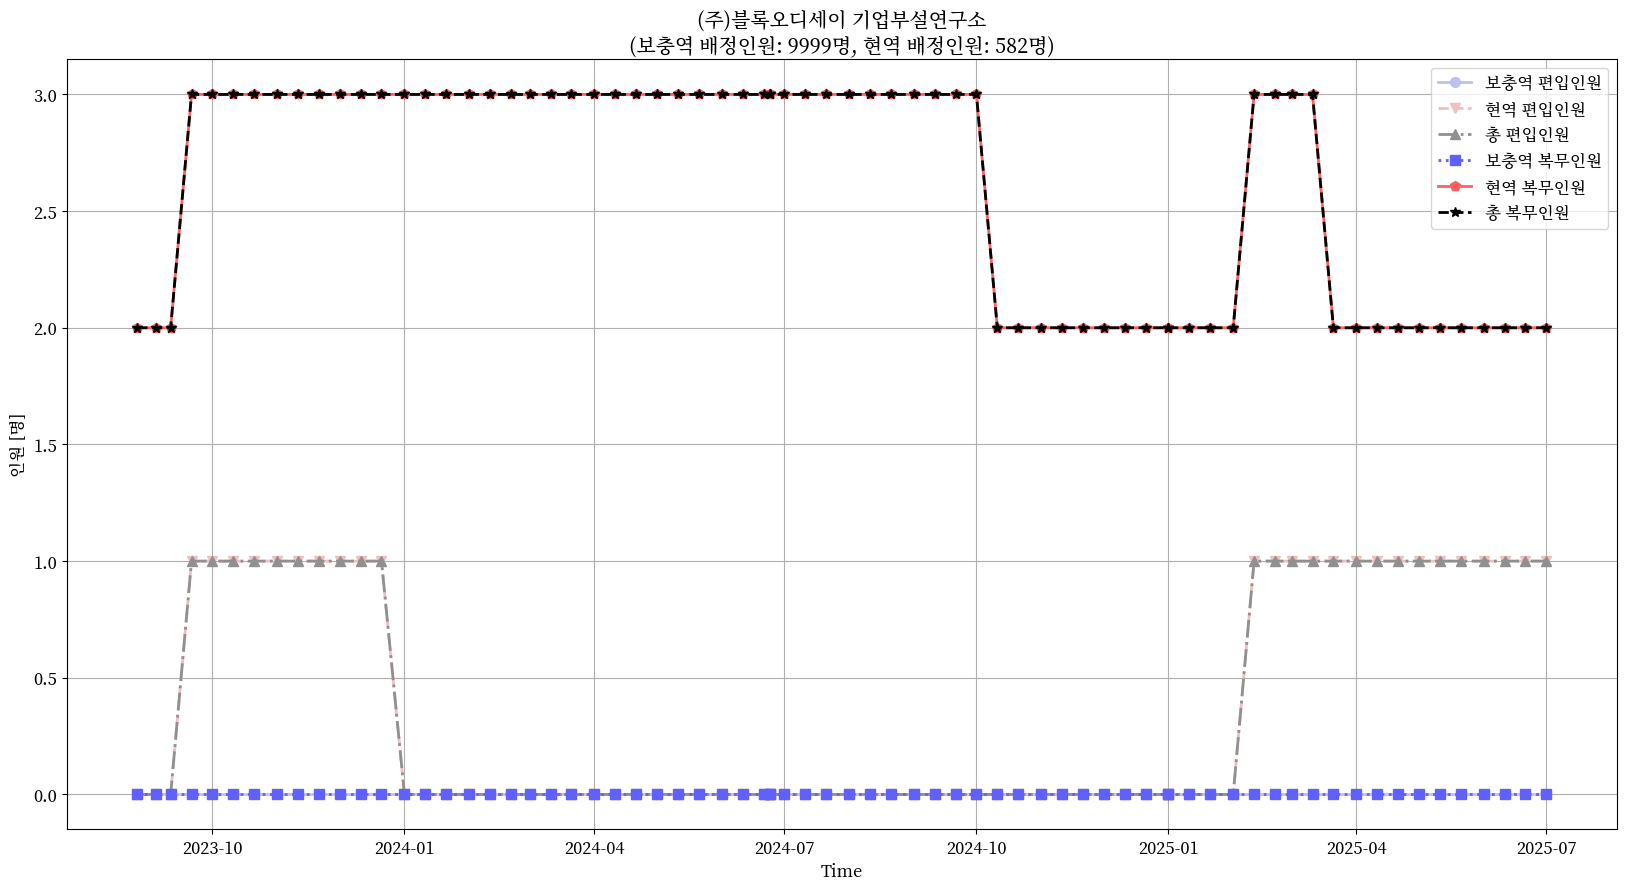 (주)블록오디세이 기업부설연구소
(보충역 배정인원: 9999명, 현역 배정인원: 582명)
보충역 편입인원
현역 편입인원
총 편입인원
보충역 복무인원
현역 복무인원
총 복무인원
인원 [명]
3.0
2.5
2.0
1.5
1.0
0.5
0.0
2023-10 2024-01 2024-04 2024-07 2024-10 2025-01 2025-04 2025-07
Time